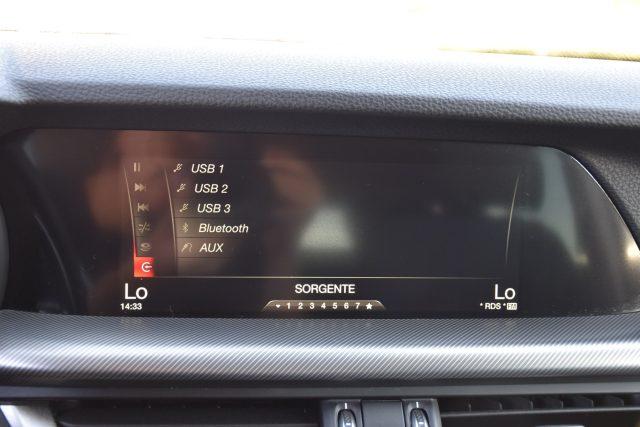 USB 1
USB 2
USB 3
Bluetooth
AUX
Lo SORGENTE Lo
14:33 1 2 3 4 5 6 7 * RDS *